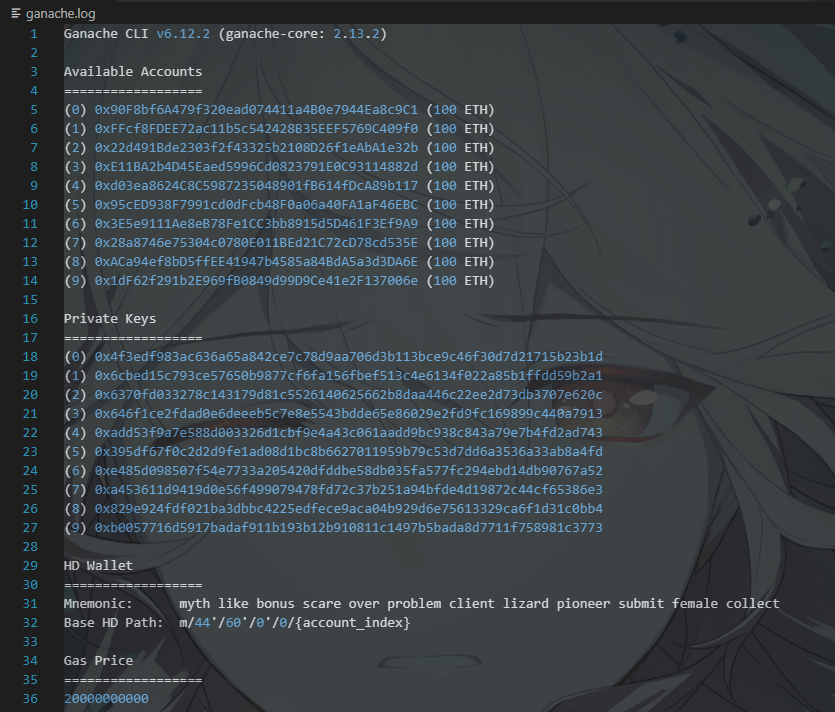 ganache.log
1 Ganache CLI v6.12.2 (ganache-core: 2.13.2)
2
3 Available Accounts
4 ==================
5 (0) 0x90F8bf6A479f320ead074411a4B0e7944Ea8c9C1 (100 ETH)
6 (1) 0xFFcf8FDEE72ac11b5c542428B35EEF5769C409f0 (100 ETH)
7 (2) 0x22d491Bde2303f2f43325b2108D26f1eAbA1e32b (100 ETH)
8 (3) 0xE11BA2b4D45Eaed5996Cd0823791E0C93114882d (100 ETH)
9 (4) 0xd03ea8624C8C5987235048901fB614fDcA89b117 (100 ETH)
10 (5) 0x95cED938F7991cd0dFcb48F0a06a40FA1aF46EBC (100 ETH)
11 (6) 0x3E5e9111Ae8eB78Fe1CC3bb8915d5D461F3Ef9A9 (100 ETH)
12 (7) 0x28a8746e75304c0780E011BEd21C72cD78cd535E (100 ETH)
13 (8) 0xACa94ef8bD5ffEE41947b4585a84BdA5a3d3DA6E (100 ETH)
14 (9) 0x1dF62f291b2E969fB0849d99D9Ce41e2F137006e (100 ETH)
15
16 Private Keys
17 ==================
18 (0) 0x4f3edf983ac636a65a842ce7c78d9aa706d3b113bce9c46f30d7d21715b23b1d
19 (1) 0x6cbed15c793ce57650b9877cf6fa156fbef513c4e6134f022a85b1ffdd59b2a1
20 (2) 0x6370fd033278c143179d81c5526140625662b8daa446c22ee2d73db3707e620c
21 (3) 0x646f1ce2fdad0e6deeeb5c7e8e5543bdde65e86029e2fd9fc169899c440a7913
22 (4) 0xadd53f9a7e588d003326d1cbf9e4a43c061aadd9bc938c843a79e7b4fd2ad743
23 (5) 0x395df67f0c2d2d9fe1ad08d1bc8b6627011959b79c53d7dd6a3536a33ab8a4fd
24 (6) 0xe485d098507f54e7733a205420dfddbe58db035fa577fc294ebd14db90767a52
25 (7) 0xa453611d9419d0e56f499079478fd72c37b251a94bfde4d19872c44cf65386e3
26 (8) 0x829e924fdf021ba3dbbc4225edfece9aca04b929d6e75613329ca6f1d31c0bb4
27 (9) 0xb0057716d5917badaf911b193b12b910811c1497b5bada8d7711f758981c3773
28
29 HD Wallet
30 ==================
31 Mnemonic:      myth like bonus scare over problem client lizard pioneer submit female collect
32 Base HD Path:  m/44'/60'/0'/0/{account_index}
33
34 Gas Price
35 ==================
36 20000000000